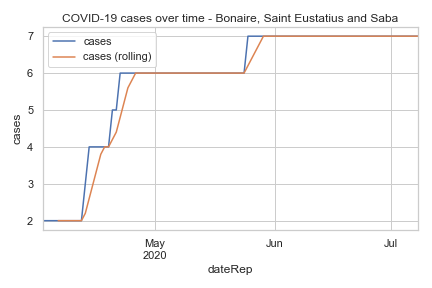 COVID-19 cases over time - Bonaire, Saint Eustatius and Saba
cases
cases (rolling)
7
6
5
4
3
2
cases
May
2020
Jun
Jul
dateRep